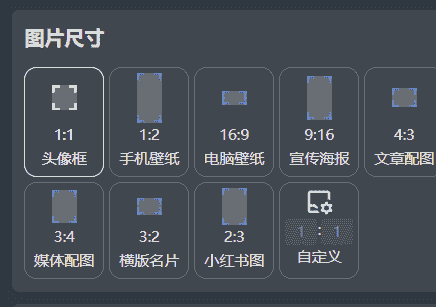 图片尺寸
1:1
头像框
1:2
手机壁纸
16:9
电脑壁纸
9:16
宣传海报
4:3
文章配图
3:4
媒体配图
3:2
横版名片
2:3
小红书图
1 : 1
自定义